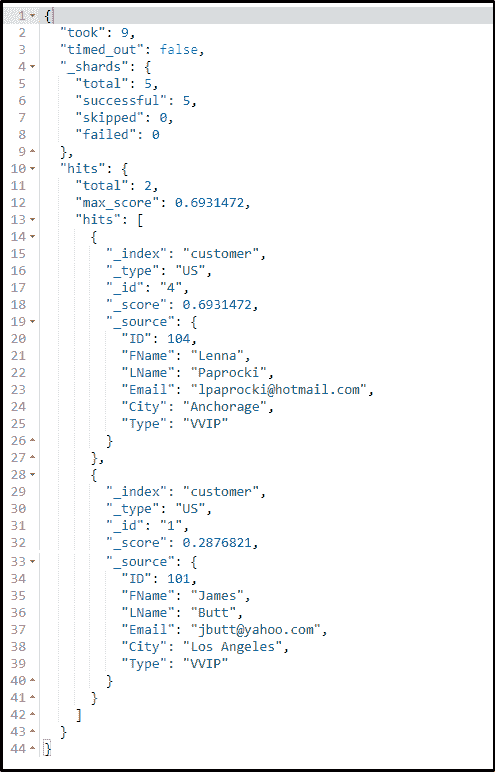 1 {
2   "took": 9,
3   "timed_out": false,
4   "_shards": {
5     "total": 5,
6     "successful": 5,
7     "skipped": 0,
8     "failed": 0
9   },
10   "hits": {
11     "total": 2,
12     "max_score": 0.6931472,
13     "hits": [
14       {
15         "_index": "customer",
16         "_type": "US",
17         "_id": "4",
18         "_score": 0.6931472,
19         "_source": {
20           "ID": 104,
21           "FName": "Lenna",
22           "LName": "Paprocki",
23           "Email": "lpaprocki@hotmail.com",
24           "City": "Anchorage",
25           "Type": "VVIP"
26         }
27       },
28       {
29         "_index": "customer",
30         "_type": "US",
31         "_id": "1",
32         "_score": 0.2876821,
33         "_source": {
34           "ID": 101,
35           "FName": "James",
36           "LName": "Butt",
37           "Email": "jbutt@yahoo.com",
38           "City": "Los Angeles",
39           "Type": "VVIP"
40         }
41       }
42     ]
43   }
44 }